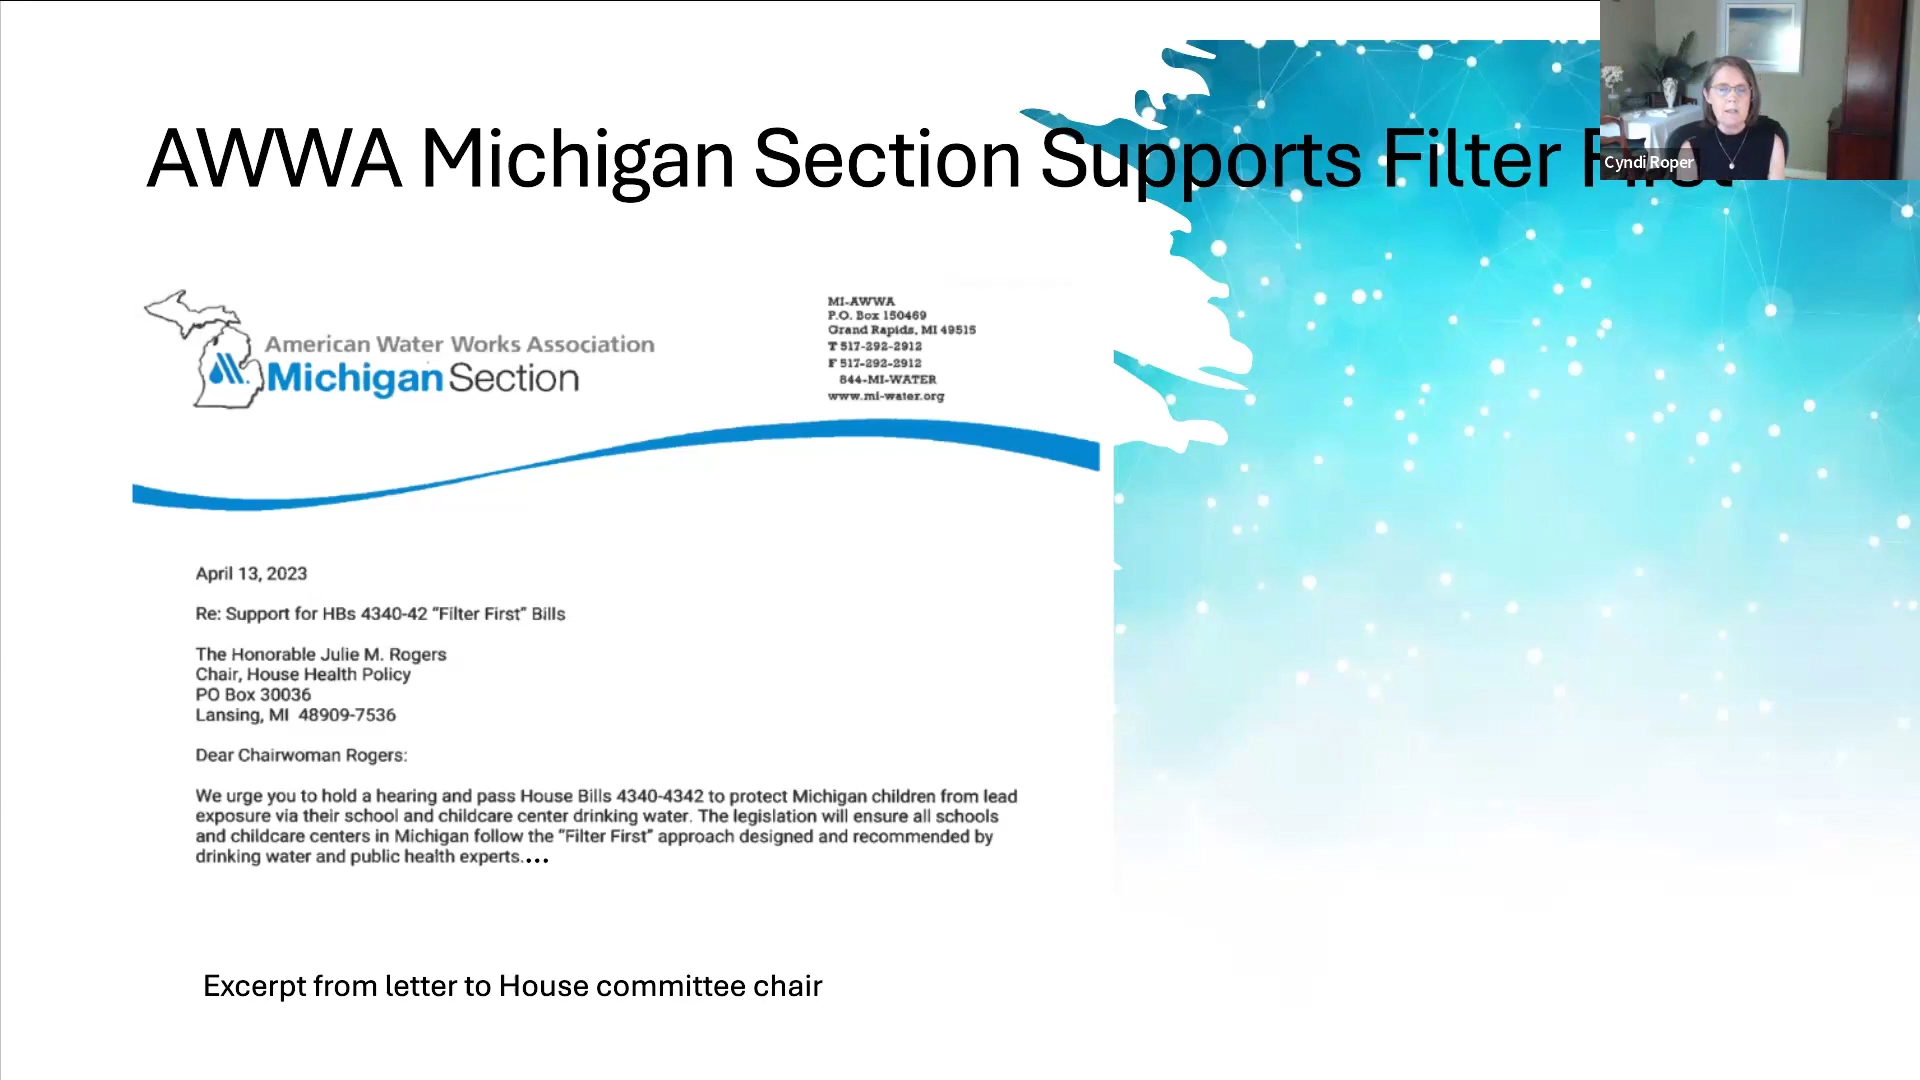 AWWA Michigan Section Supports Filter First
Cyndi Roper
American Water Works Association
Michigan Section
MI-AWWA
P.O. Box 150469
Grand Rapids, MI 49515
T 517-292-2912
F 517-292-2912
844-MI-WATER
www.mi-water.org
April 13, 2023
Re: Support for HBs 4340-42 “Filter First” Bills
The Honorable Julie M. Rogers
Chair, House Health Policy
PO Box 30036
Lansing, MI 48909-7536
Dear Chairwoman Rogers:
We urge you to hold a hearing and pass House Bills 4340-4342 to protect Michigan children from lead
exposure via their school and childcare center drinking water. The legislation will ensure all schools
and childcare centers in Michigan follow the “Filter First” approach designed and recommended by
drinking water and public health experts....
Excerpt from letter to House committee chair